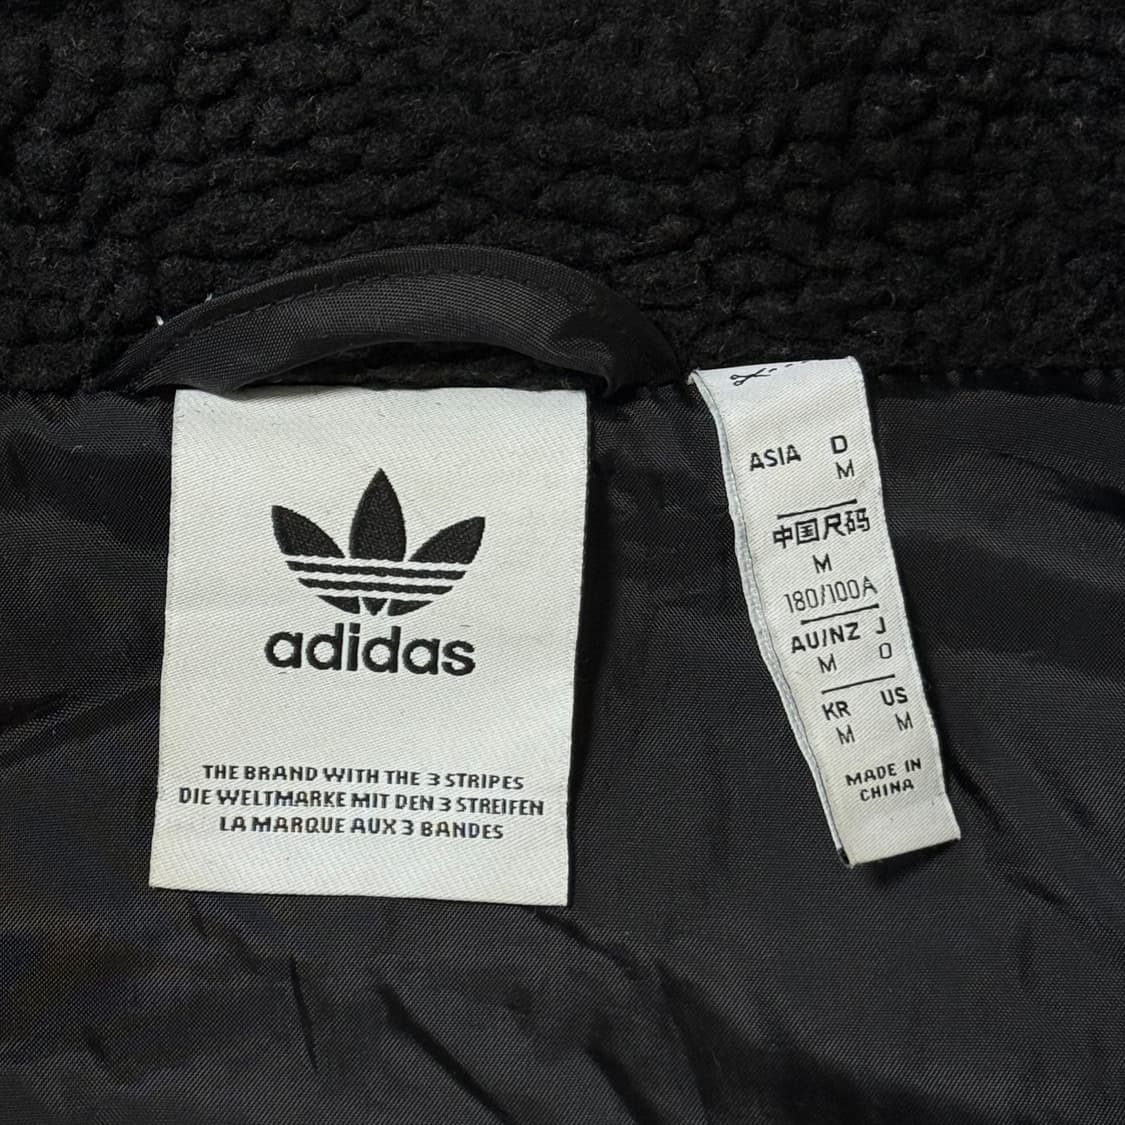 adidas
THE BRAND WITH THE 3 STRIPES
DIE WELTMARKE MIT DEN 3 STREIFEN
LA MARQUE AUX 3 BANDES
ASIA D
M
中国尺码
M
180/100A
AU/NZ J
M O
KR US
M M
MADE IN
CHINA